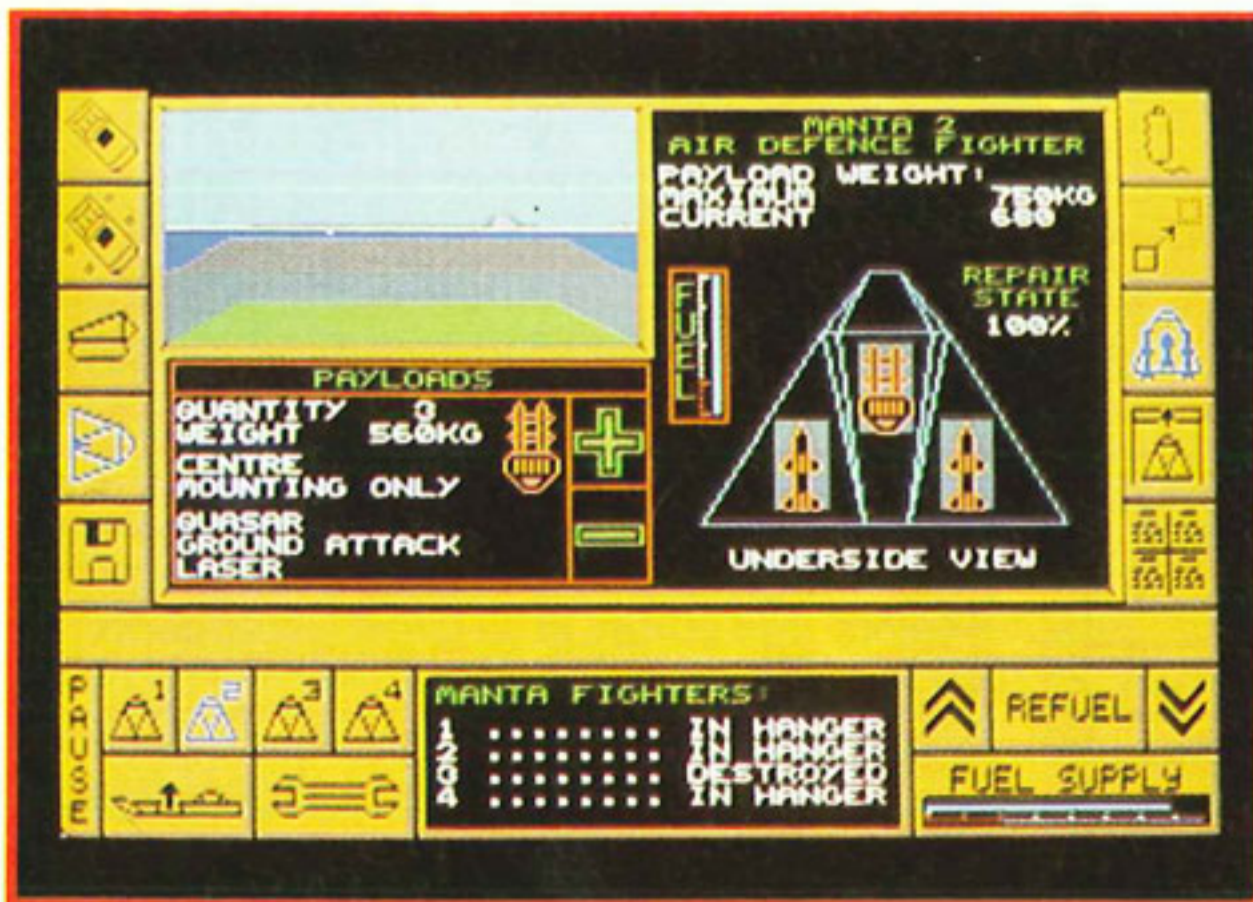 MANTA 2
AIR DEFENCE FIGHTER
PAYLOAD WEIGHT:
MAXIMUM 750KG
CURRENT 680
FUEL
REPAIR
STATE
100%
UNDERSIDE VIEW
PAYLOADS
QUANTITY 3
WEIGHT 560KG
CENTRE
MOUNTING ONLY
QUASAR
GROUND ATTACK
LASER
PAUSE
1
2
3
4
MANTA FIGHTERS:
1 ........ IN HANGER
2 ........ IN HANGER
3 ........ DESTROYED
4 ........ IN HANGER
REFUEL
FUEL SUPPLY